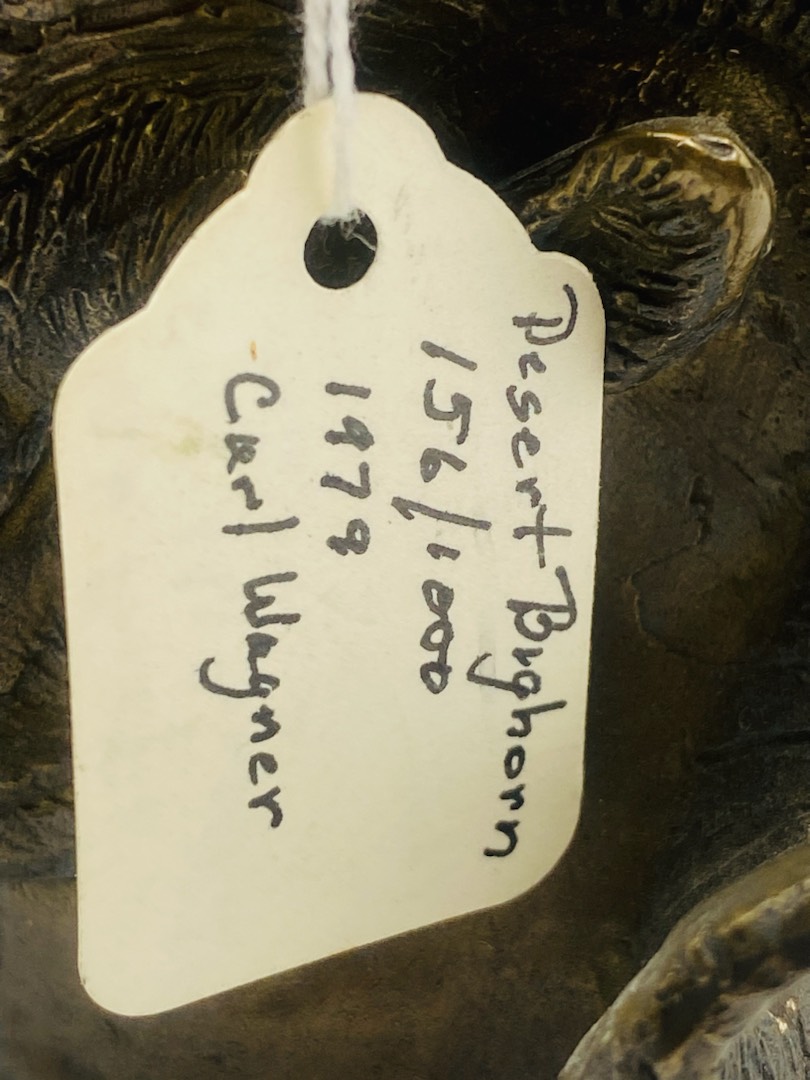 Desert Bighorn
156/1000
1979
Carl Wagner